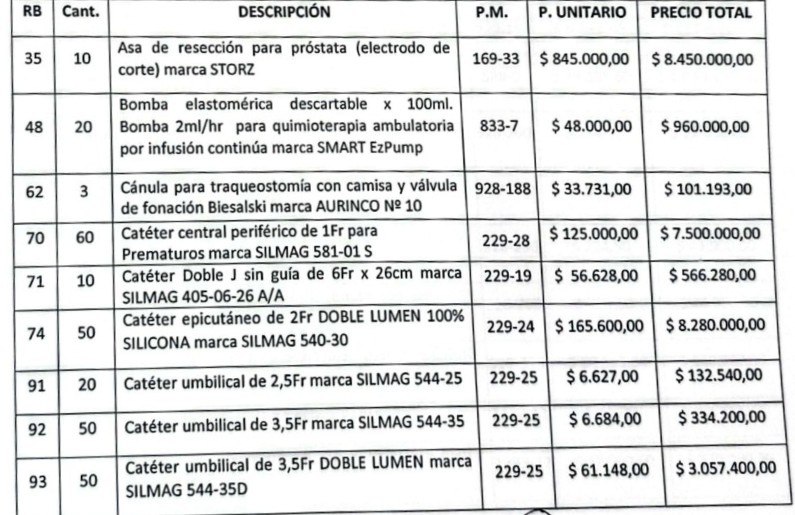 RB Cant. DESCRIPCIÓN P.M. P. UNITARIO PRECIO TOTAL
35 10 Asa de resección para próstata (electrodo de
corte) marca STORZ 169-33 $ 845.000,00 $ 8.450.000,00
48 20 Bomba elastomérica descartable x 100ml.
Bomba 2ml/hr para quimioterapia ambulatoria
por infusión continúa marca SMART EzPump 833-7 $ 48.000,00 $ 960.000,00
62 3 Cánula para traqueostomía con camisa y válvula
de fonación Biesalski marca AURINCO Nº 10 928-188 $ 33.731,00 $ 101.193,00
70 60 Catéter central periférico de 1Fr para
Prematuros marca SILMAG 581-01 S 229-28 $ 125.000,00 $ 7.500.000,00
71 10 Catéter Doble J sin guía de 6Fr x 26cm marca
SILMAG 405-06-26 A/A 229-19 $ 56.628,00 $ 566.280,00
74 50 Catéter epicutáneo de 2Fr DOBLE LUMEN 100%
SILICONA marca SILMAG 540-30 229-24 $ 165.600,00 $ 8.280.000,00
91 20 Catéter umbilical de 2,5Fr marca SILMAG 544-25 229-25 $ 6.627,00 $ 132.540,00
92 50 Catéter umbilical de 3,5Fr marca SILMAG 544-35 229-25 $ 6.684,00 $ 334.200,00
93 50 Catéter umbilical de 3,5Fr DOBLE LUMEN marca
SILMAG 544-35D 229-25 $ 61.148,00 $ 3.057.400,00